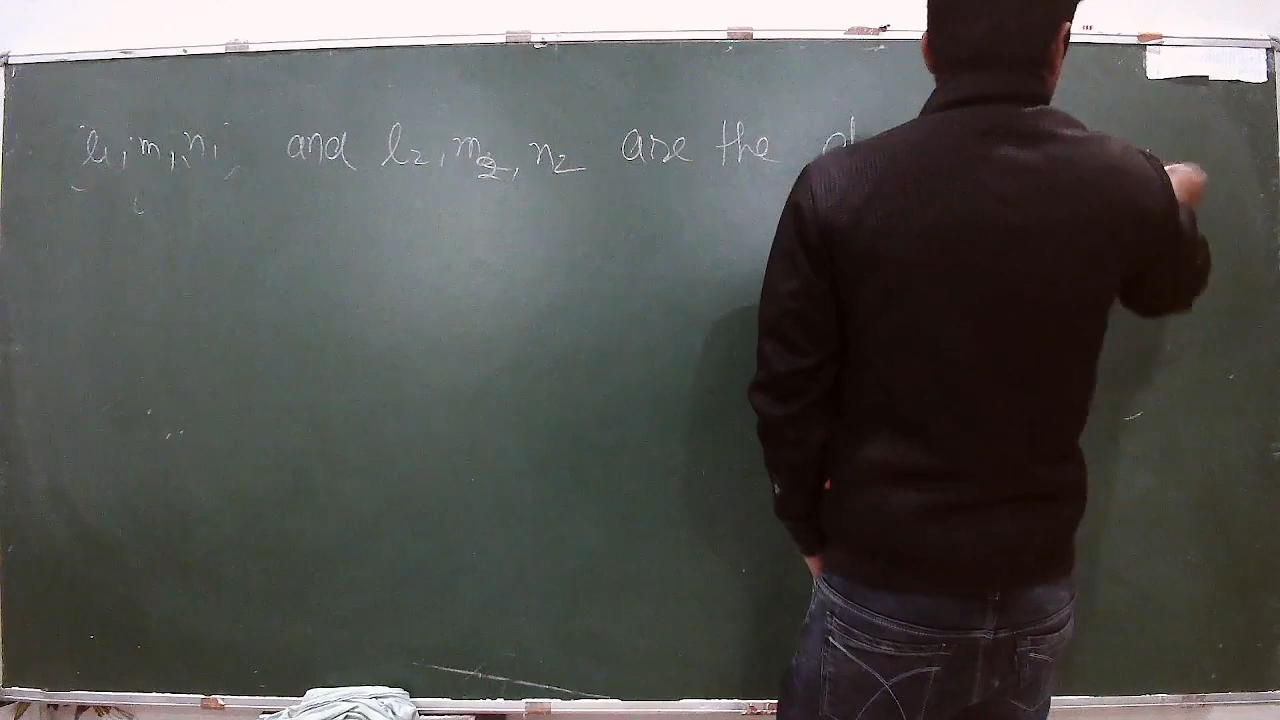 l₁, m₁, n₁, and l₂, m₂, n₂ are the